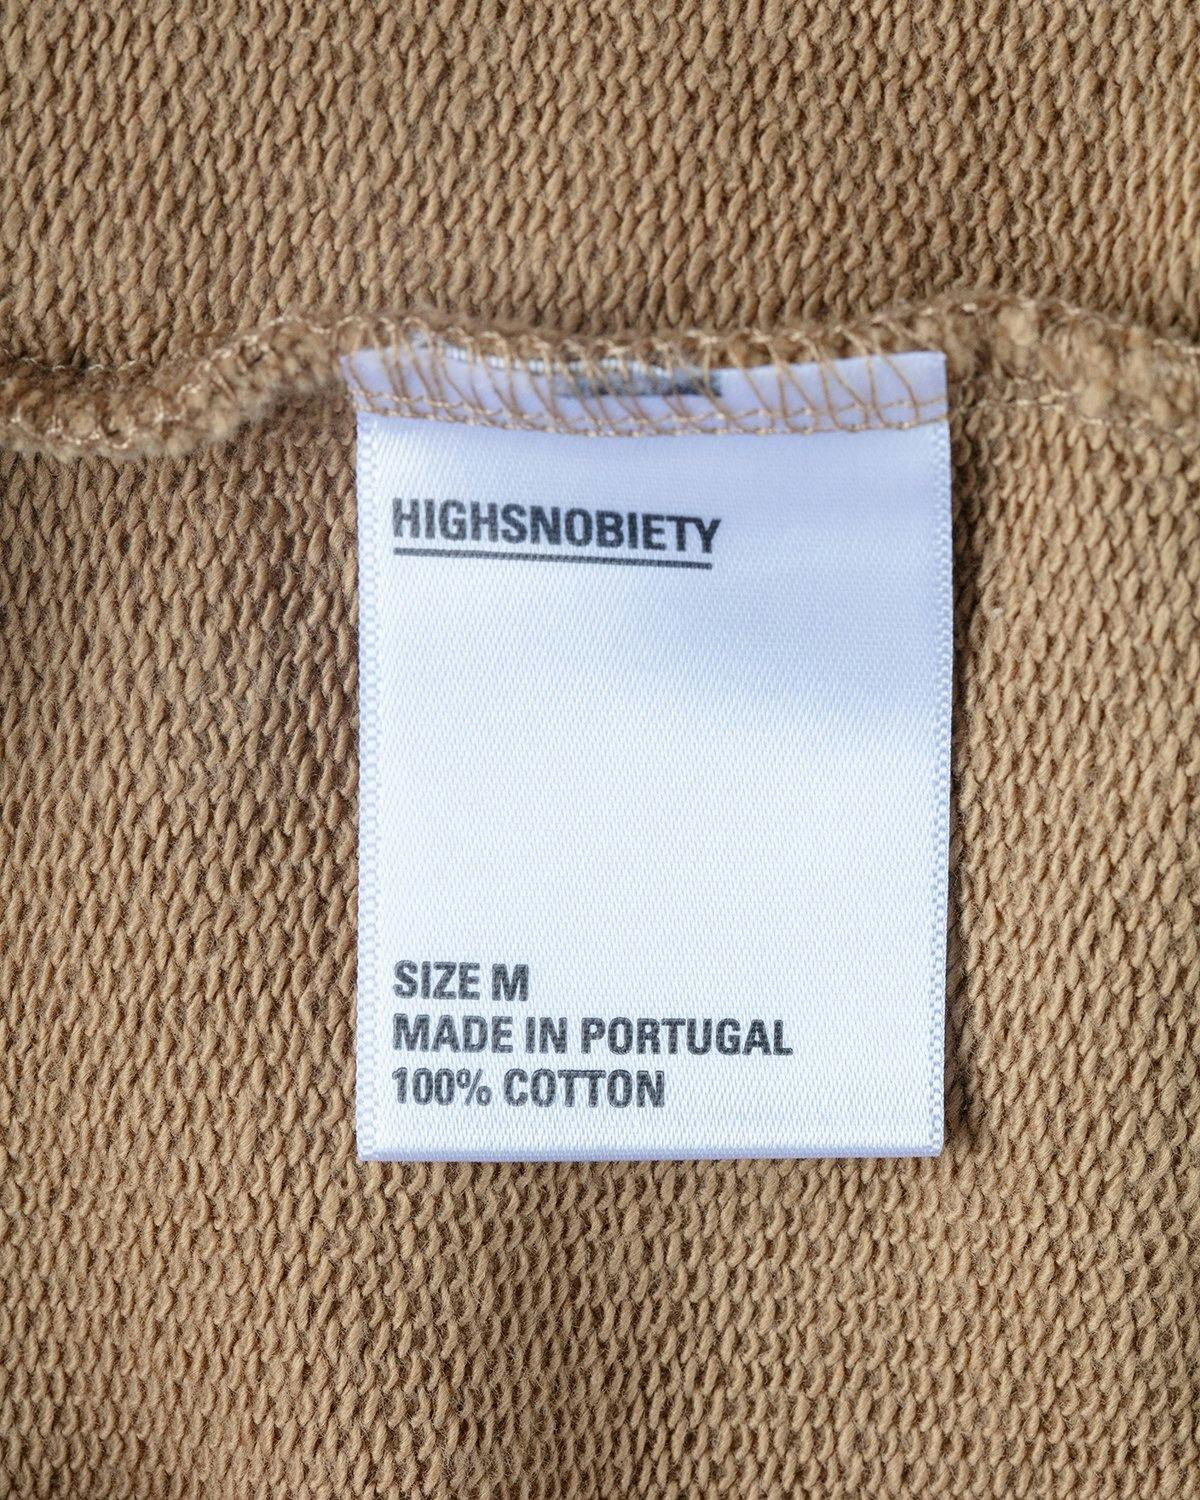 HIGHSNOBIETY
SIZE M
MADE IN PORTUGAL
100% COTTON